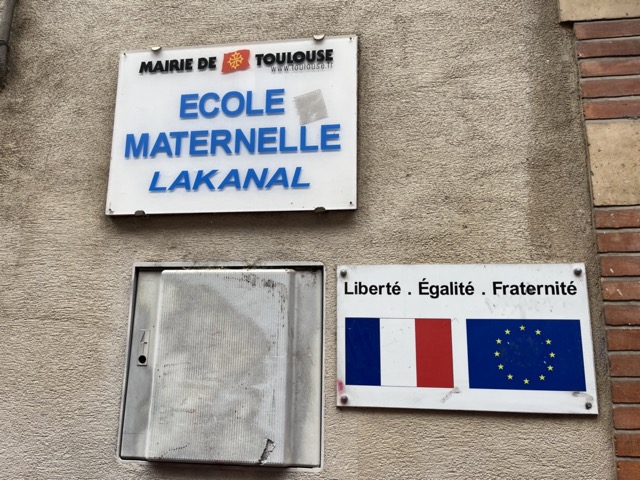 MAIRIE DE TOULOUSE
www.toulouse.fr
ECOLE
MATERNELLE
LAKANAL
Liberté . Égalité . Fraternité